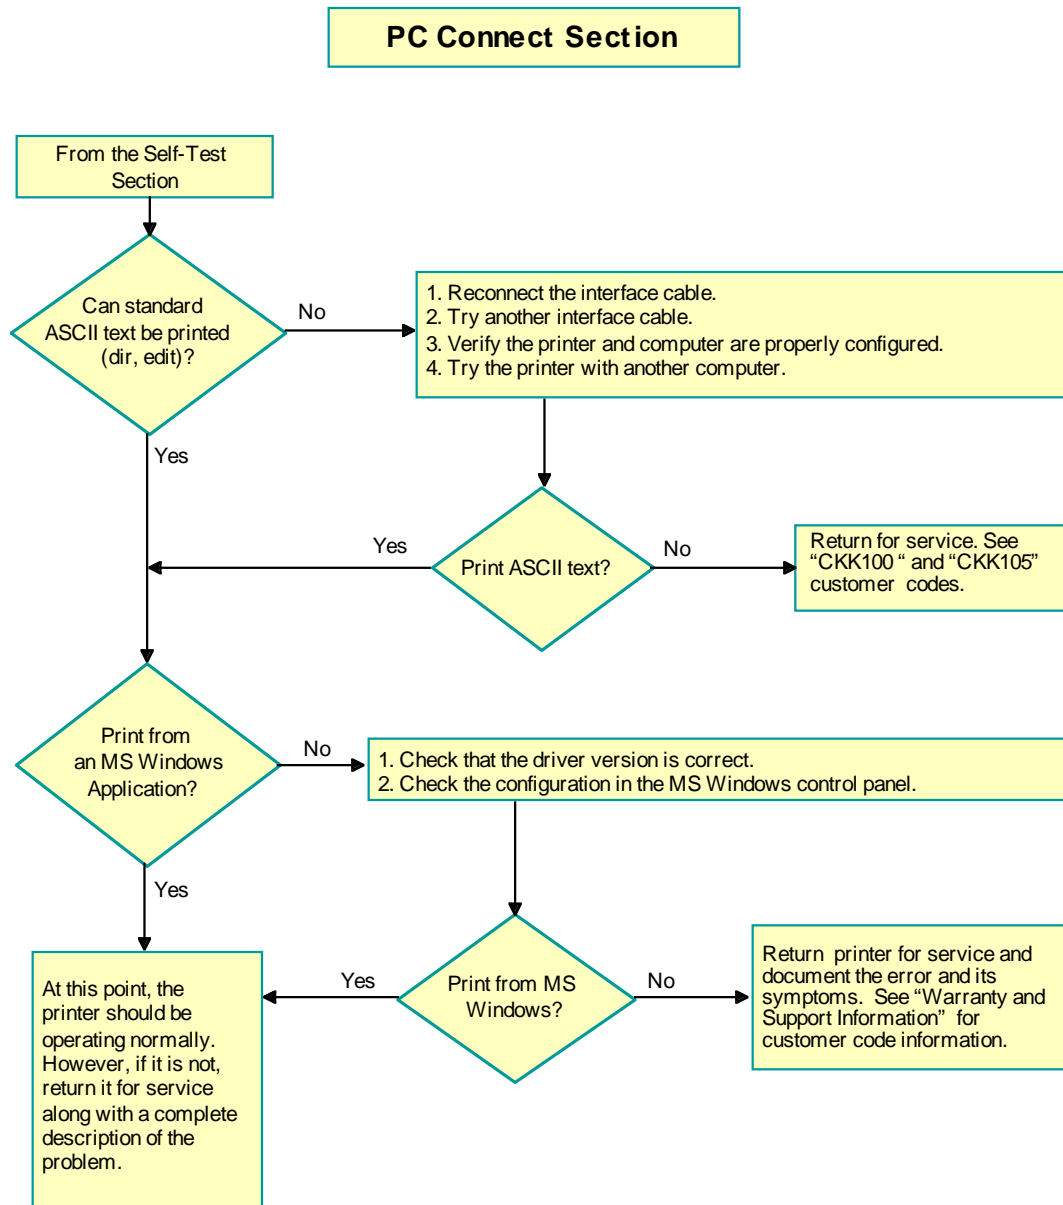 PC Connect Section
From the Self-Test
Section
Can standard
ASCII text be printed
(dir, edit)?
No
1. Reconnect the interface cable.
2. Try another interface cable.
3. Verify the printer and computer are properly configured.
4. Try the printer with another computer.
Yes
Yes
Print ASCII text?
No
Return for service. See
“CKK100 “ and “CKK105”
customer codes.
Print from
an MS Windows
Application?
No
1. Check that the driver version is correct.
2. Check the configuration in the MS Windows control panel.
Yes
At this point, the
printer should be
operating normally.
However, if it is not,
return it for service
along with a complete
description of the
problem.
Yes
Print from MS
Windows?
No
Return printer for service and
document the error and its
symptoms. See “Warranty and
Support Information” for
customer code information.